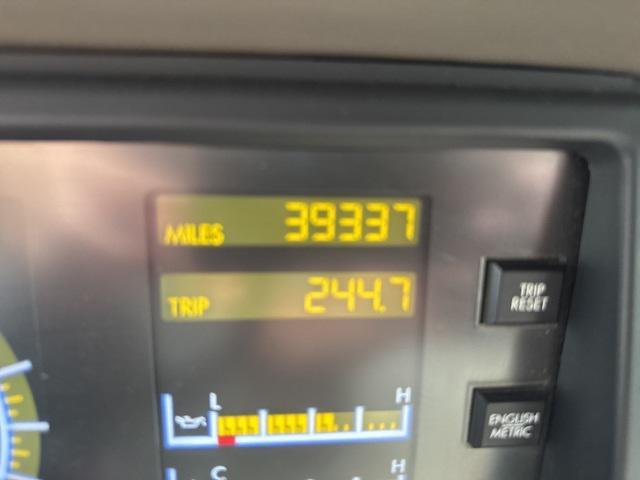 MILES 39337
TRIP 244.7
TRIP
RESET
L H
ENGLISH
METRIC
C H